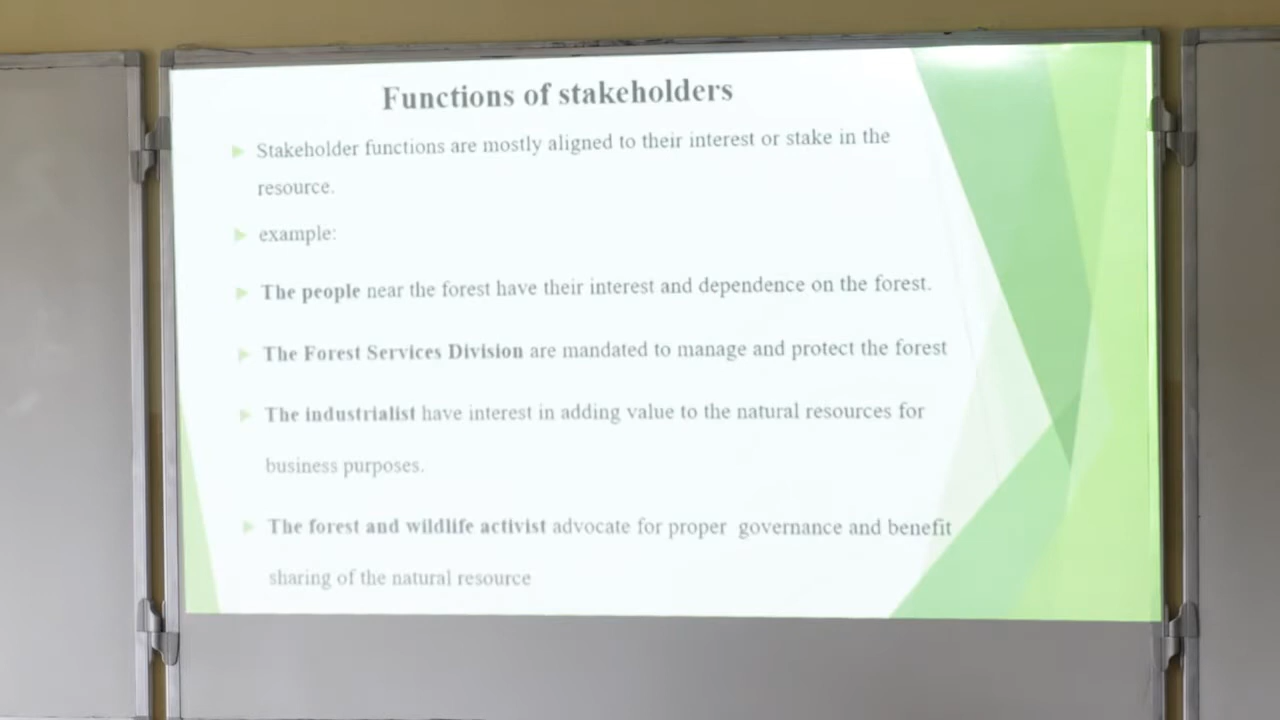 Functions of stakeholders
Stakeholder functions are mostly aligned to their interest or stake in the
resource.
example:
The people near the forest have their interest and dependence on the forest.
The Forest Services Division are mandated to manage and protect the forest
The industrialist have interest in adding value to the natural resources for
business purposes.
The forest and wildlife activist advocate for proper governance and benefit
sharing of the natural resource